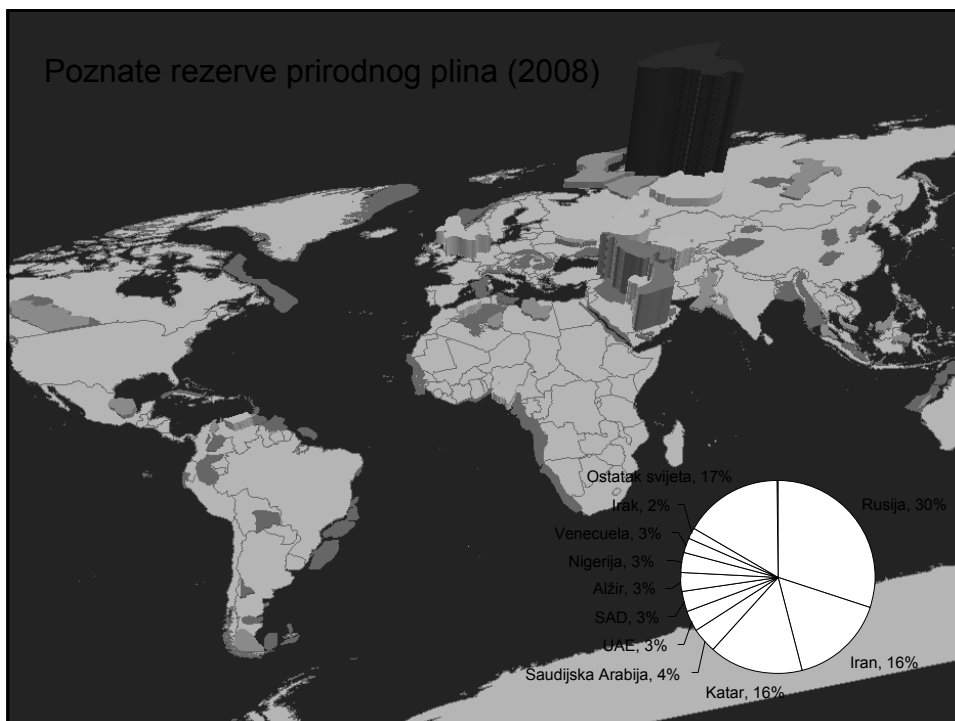 Poznate rezerve prirodnog plina (2008)
Ostatak svijeta, 17%
Rusija, 30%
Irak, 2%
Venecuela, 3%
Nigerija, 3%
Alžir, 3%
SAD, 3%
UAE, 3%
Saudijska Arabija, 4%
Iran, 16%
Katar, 16%